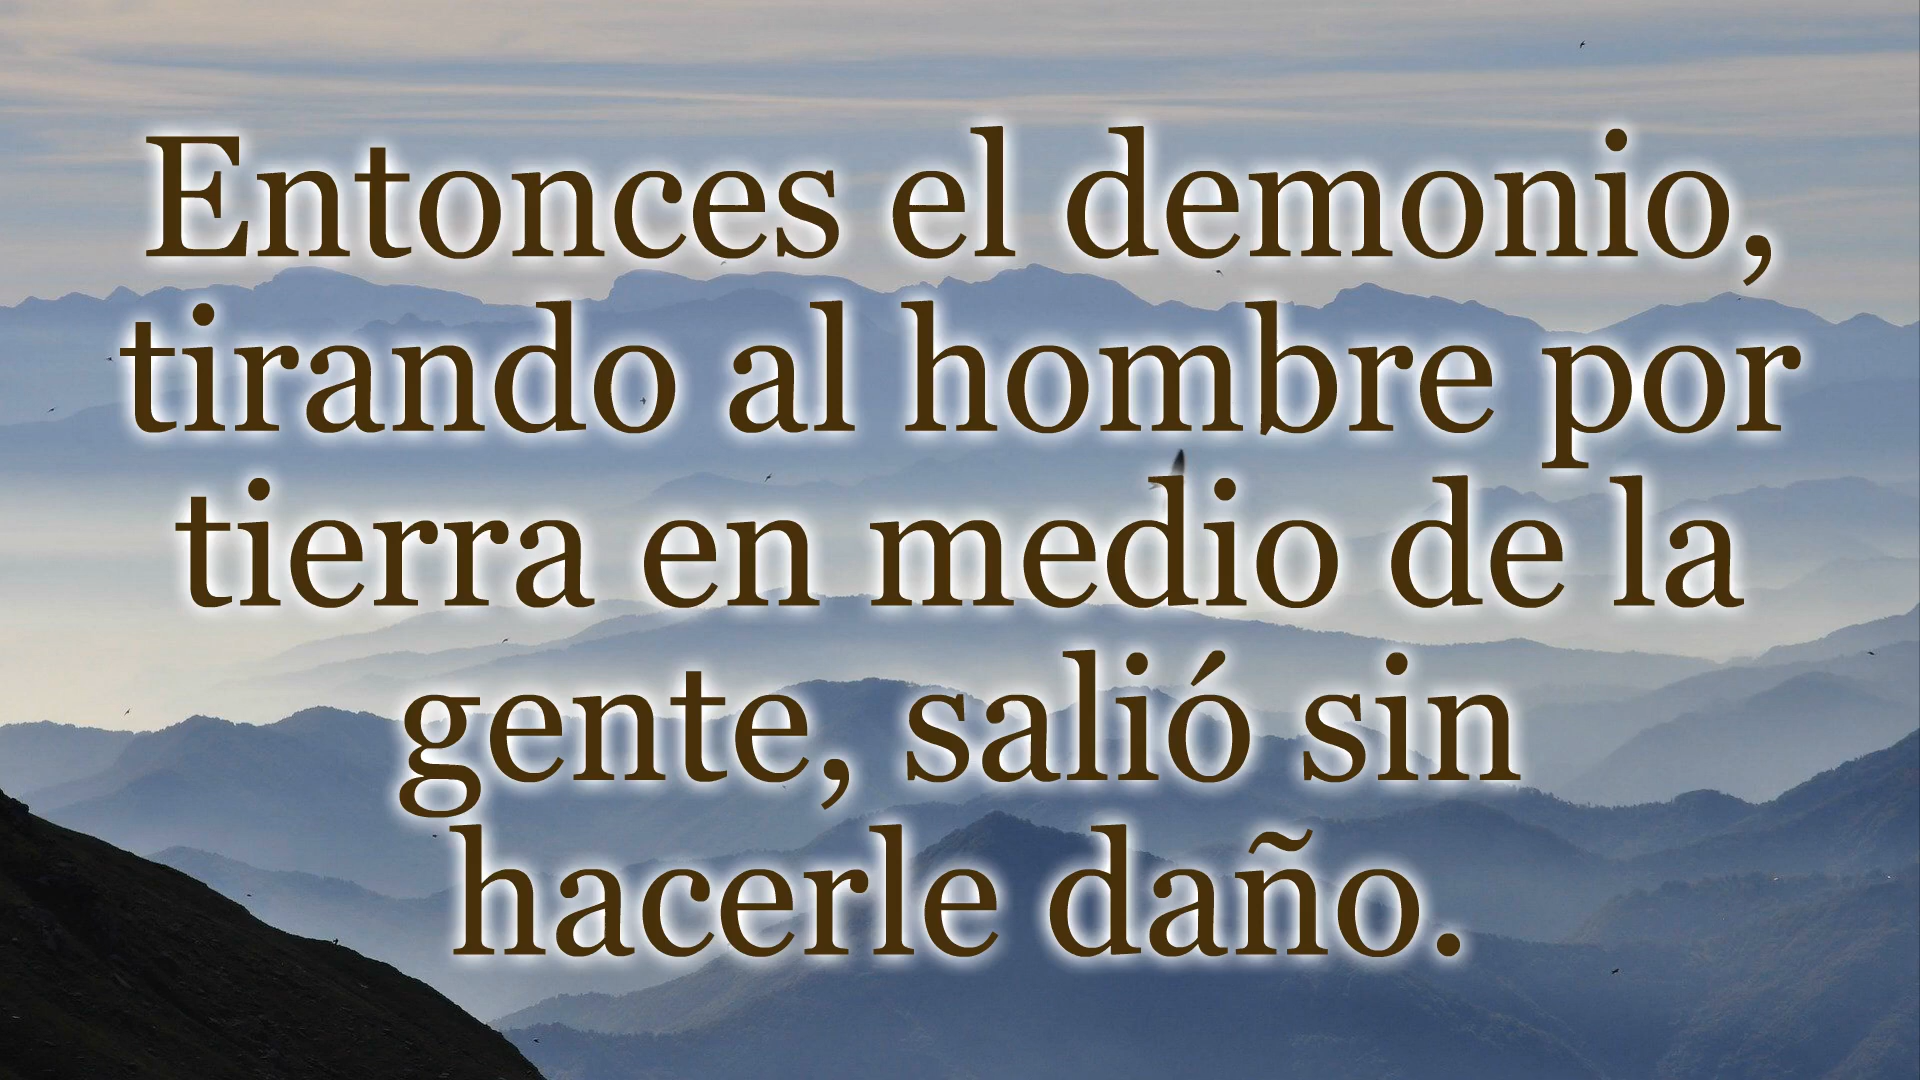 Entonces el demonio,
tirando al hombre por
tierra en medio de la
gente, salió sin
hacerle daño.